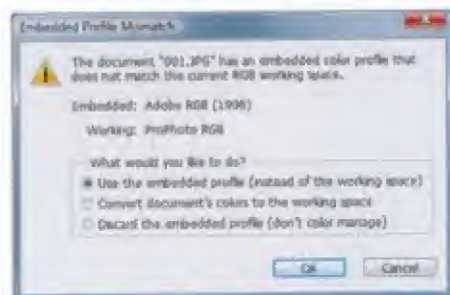 Embedded Profile Mismatch
The document "001.JPG" has an embedded color profile that
does not match the current RGB working space.
Embedded: Adobe RGB (1998)
Working: ProPhoto RGB
What would you like to do?
Use the embedded profile (instead of the working space)
Convert document's colors to the working space
Discard the embedded profile (don't color manage)
OK Cancel